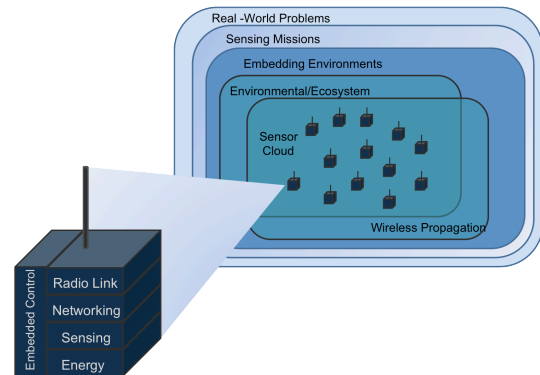 Real -World Problems
Sensing Missions
Embedding Environments
Environmental/Ecosystem
Sensor
Cloud
Wireless Propagation
Embedded Control
Radio Link
Networking
Sensing
Energy